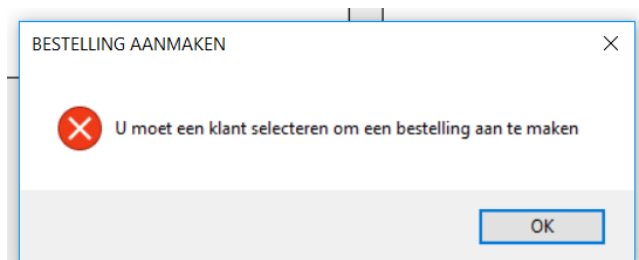 BESTELLING AANMAKEN
U moet een klant selecteren om een bestelling aan te maken
OK